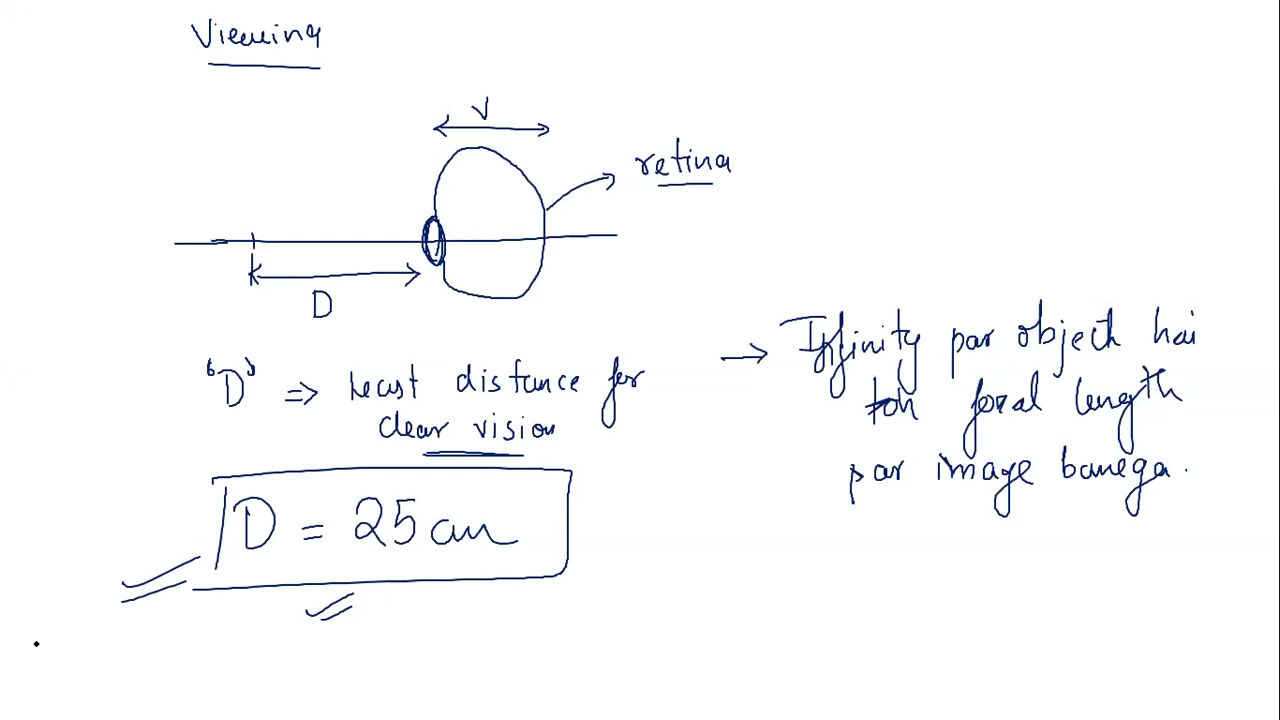 Viewing
V
retina
D
'D' => Least distance for
clear vision
D = 25 cm
→ Infinity par object hai
toh focal length
par image banega.